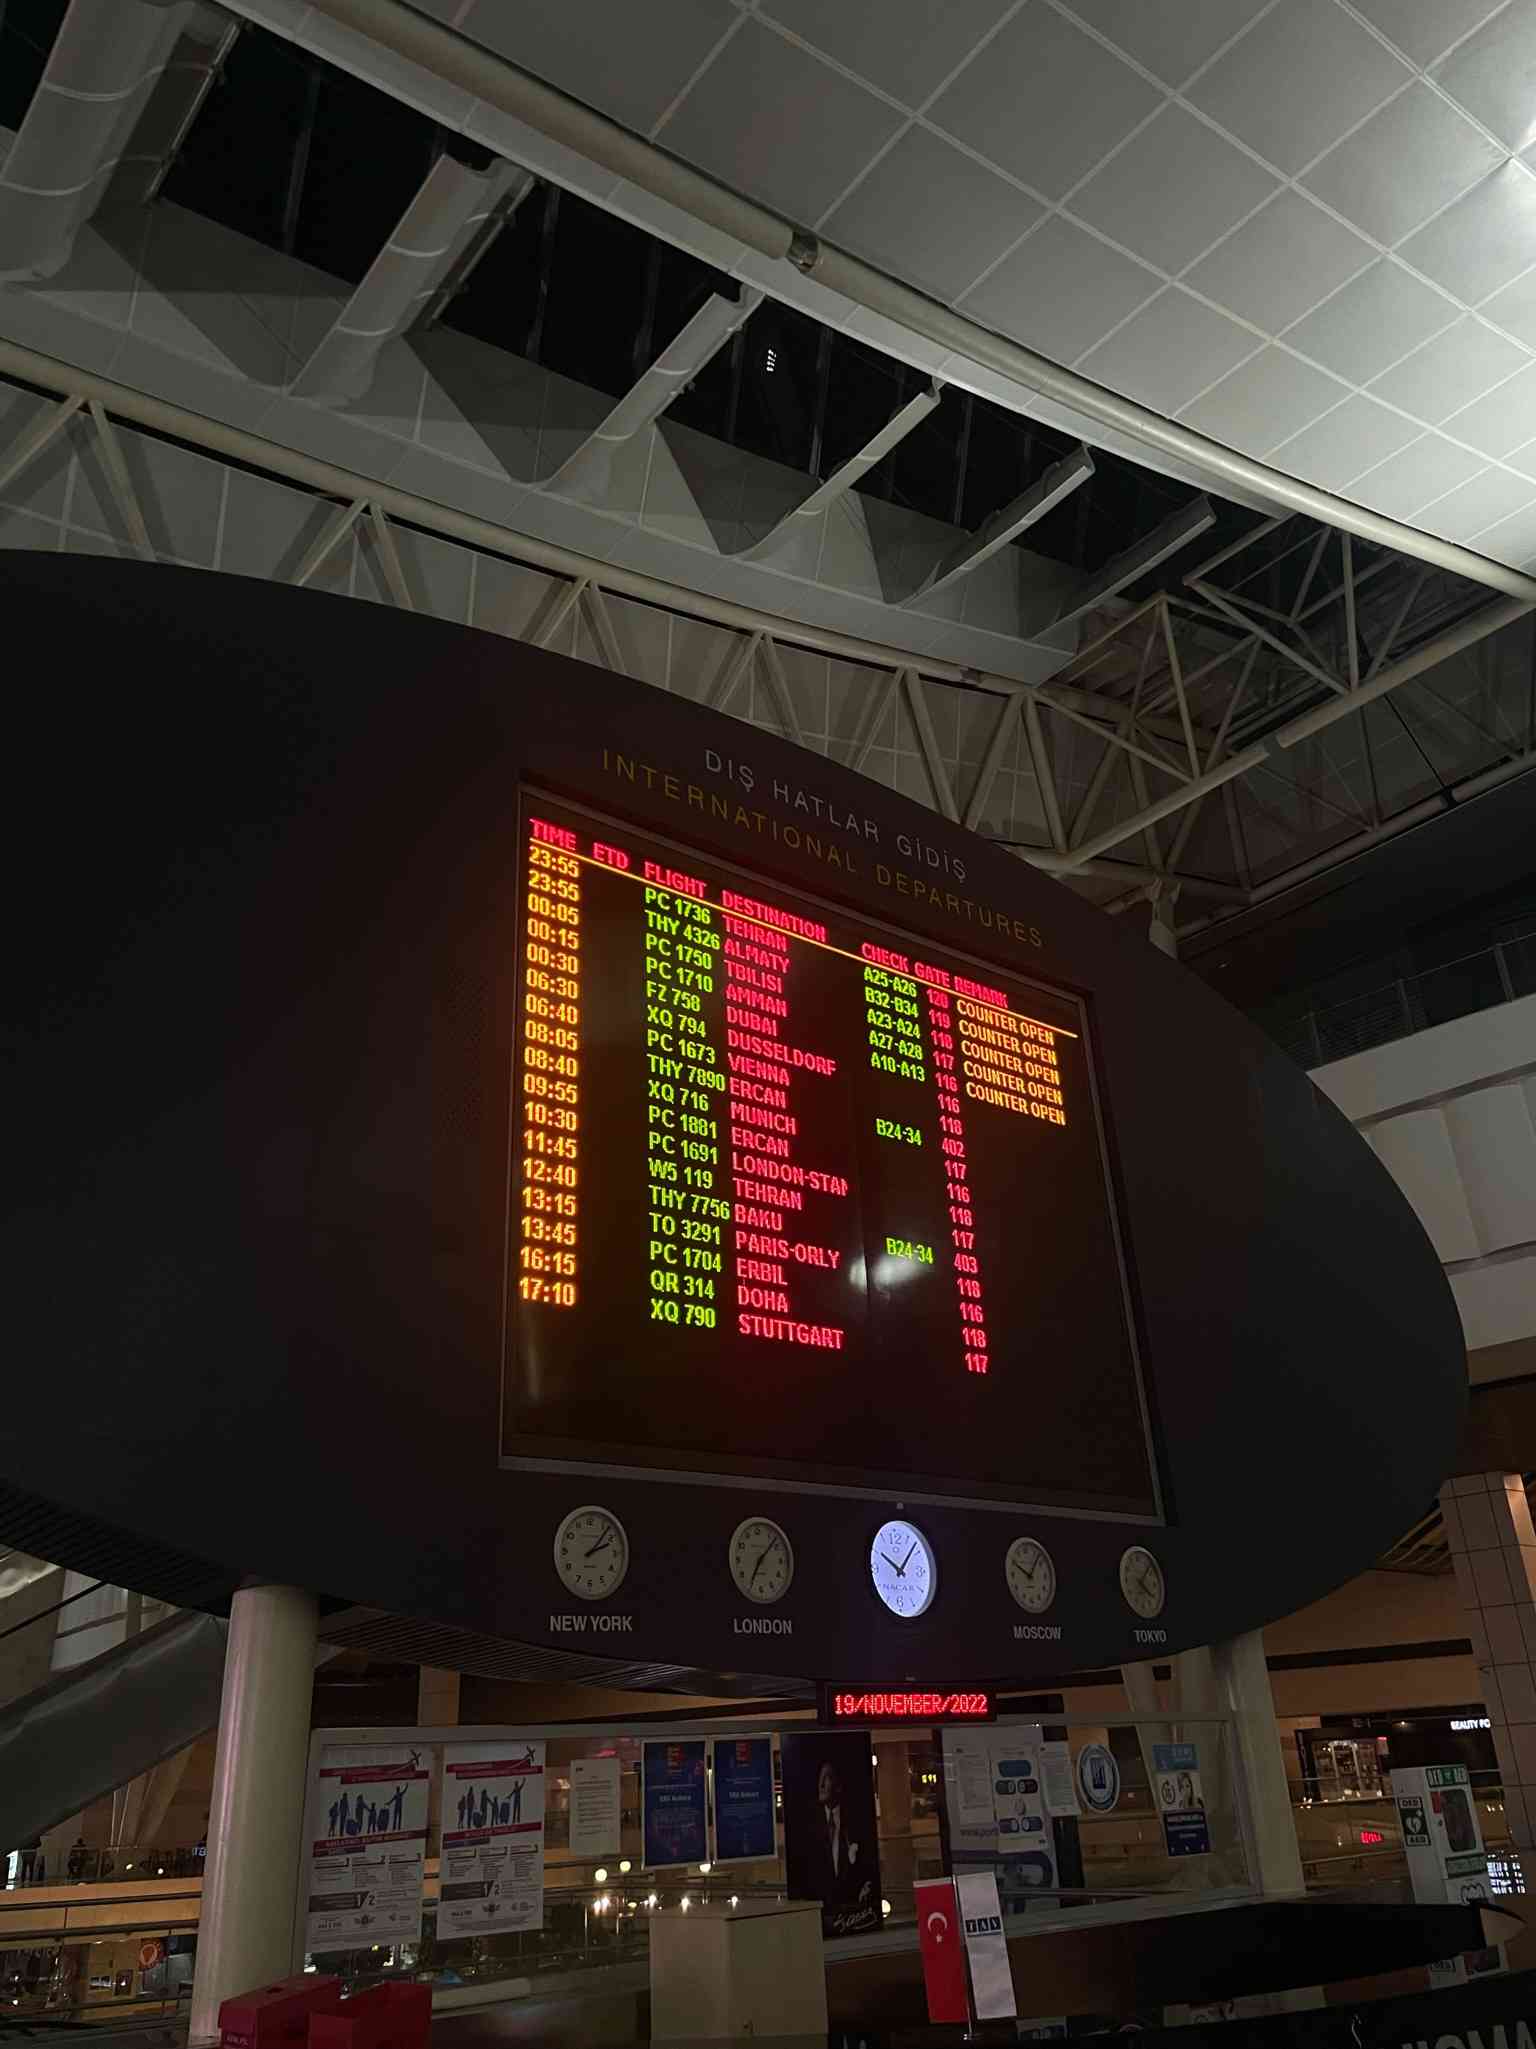 DIŞ HATLAR GİDİŞ
INTERNATIONAL DEPARTURES
TIME ETD FLIGHT DESTINATION CHECK GATE REMARK
23:55 PC 1736 TEHRAN A25-A26 120 COUNTER OPEN
23:55 THY 4326 ALMATY B32-B34 119 COUNTER OPEN
00:05 PC 1750 TBILISI A23-A24 118 COUNTER OPEN
00:15 PC 1710 AMMAN A27-A28 117 COUNTER OPEN
00:30 FZ 758 DUBAI A10-A13 116 COUNTER OPEN
06:30 XQ 794 DUSSELDORF 116
06:40 PC 1673 VIENNA 118
08:05 THY 7890 ERCAN B24-34 402
08:40 XQ 716 MUNICH 117
09:55 PC 1881 ERCAN 116
10:30 PC 1691 LONDON-STAN 118
11:45 W5 119 TEHRAN 117
12:40 THY 7756 BAKU B24-34 403
13:15 TO 3291 PARIS-ORLY 118
13:45 PC 1704 ERBIL 116
16:15 QR 314 DOHA 118
17:10 XQ 790 STUTTGART 117
NACAR
NEW YORK LONDON MOSCOW TOKYO
19/NOVEMBER/2022
BEAUTY
AED
TAV